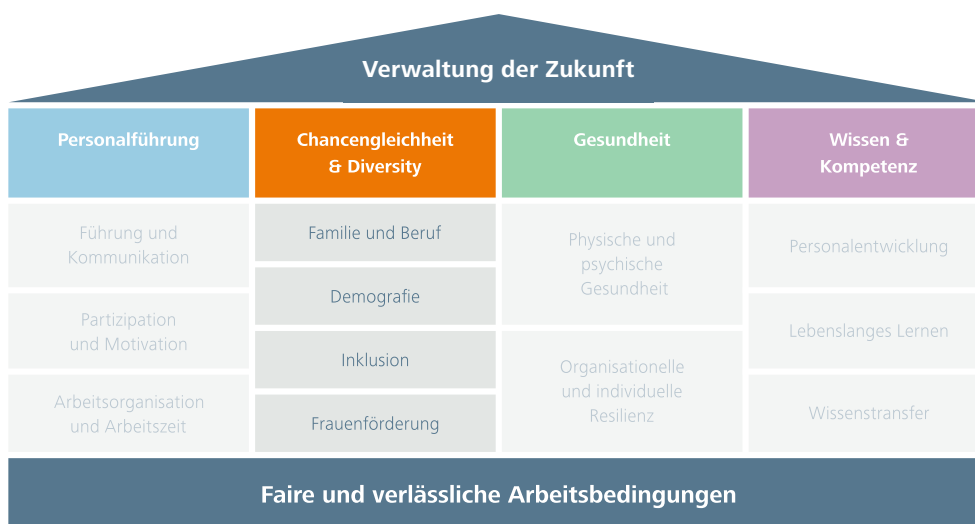 Verwaltung der Zukunft
Personalführung
Chancengleichheit
& Diversity
Gesundheit
Wissen &
Kompetenz
Führung und
Kommunikation
Partizipation
und Motivation
Arbeitsorganisation
und Arbeitszeit
Familie und Beruf
Demografie
Inklusion
Frauenförderung
Physische und
psychische
Gesundheit
Organisationelle
und individuelle
Resilienz
Personalentwicklung
Lebenslanges Lernen
Wissenstransfer
Faire und verlässliche Arbeitsbedingungen